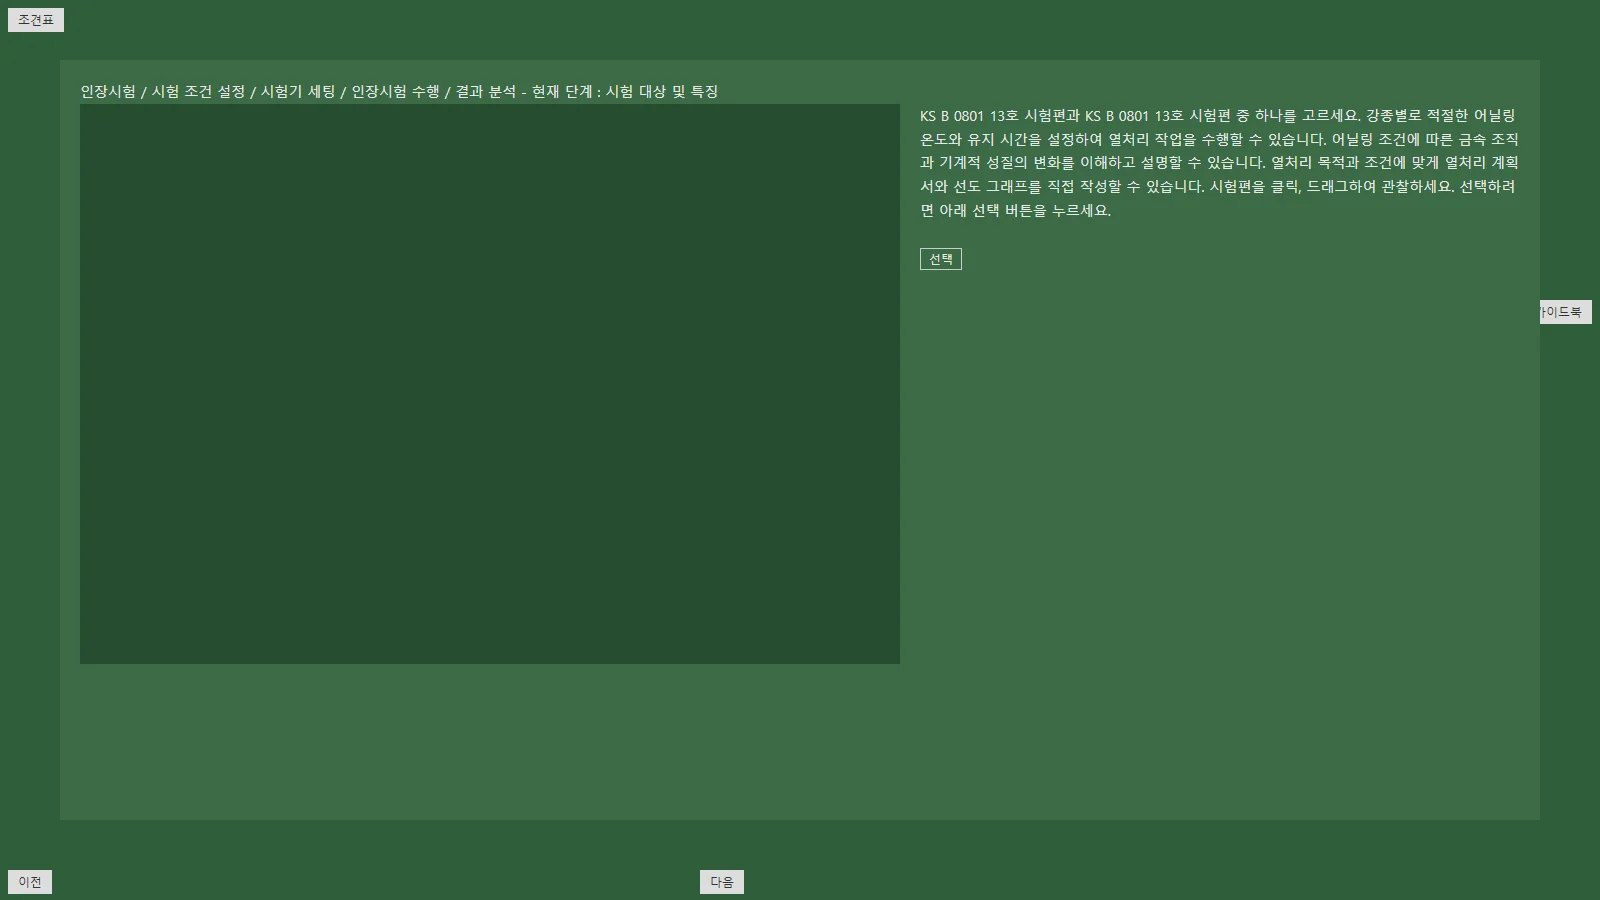 조견표
인장시험 / 시험 조건 설정 / 시험기 세팅 / 인장시험 수행 / 결과 분석 - 현재 단계 : 시험 대상 및 특징
KS B 0801 13호 시험편과 KS B 0801 13호 시험편 중 하나를 고르세요. 강종별로 적절한 어닐링
온도와 유지 시간을 설정하여 열처리 작업을 수행할 수 있습니다. 어닐링 조건에 따른 금속 조직
과 기계적 성질의 변화를 이해하고 설명할 수 있습니다. 열처리 목적과 조건에 맞게 열처리 계획
서와 선도 그래프를 직접 작성할 수 있습니다. 시험편을 클릭, 드래그하여 관찰하세요. 선택하려
면 아래 선택 버튼을 누르세요.
선택
가이드북
이전
다음